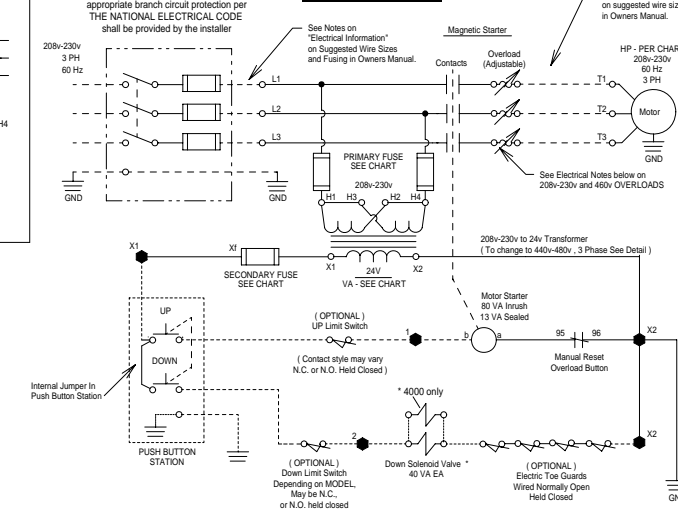 appropriate branch circuit protection per
THE NATIONAL ELECTRICAL CODE
shall be provided by the installer
See Notes on
"Electrical Information"
on Suggested Wire Sizes
and Fusing in Owners Manual.
Magnetic Starter
on suggested wire
in Owners Manual.
208v-230v
3 PH
60 Hz
Contacts
Overload
(Adjustable)
HP - PER
208v-230v
60 Hz
3 PH
L1
T1
L2
T2
Motor
L3
T3
H4
GND
GND
GND
PRIMARY FUSE
SEE CHART
208v-230v
H1
H3
H2
H4
See Electrical Notes below on
208v-230v and 460v OVERLOADS
X1
Xf
SECONDARY FUSE
SEE CHART
X1
X2
24V
VA - SEE CHART
208v-230v to 24v Transformer
( To change to 440v-480v , 3 Phase See Detail )
UP
DOWN
( OPTIONAL )
UP Limit Switch
( Contact style may vary
N.C. or N.O. Held Closed )
1
Motor Starter
80 VA Inrush
13 VA Sealed
b
a
95
96
Manual Reset
Overload Button
X2
Internal Jumper In
Push Button Station
PUSH BUTTON
STATION
* 4000 only
2
( OPTIONAL )
Down Limit Switch
Depending on MODEL,
May be N.C.,
or N.O. held closed
Down Solenoid Valve *
40 VA EA
( OPTIONAL )
Electric Toe Guards
Wired Normally Open
Held Closed
X2